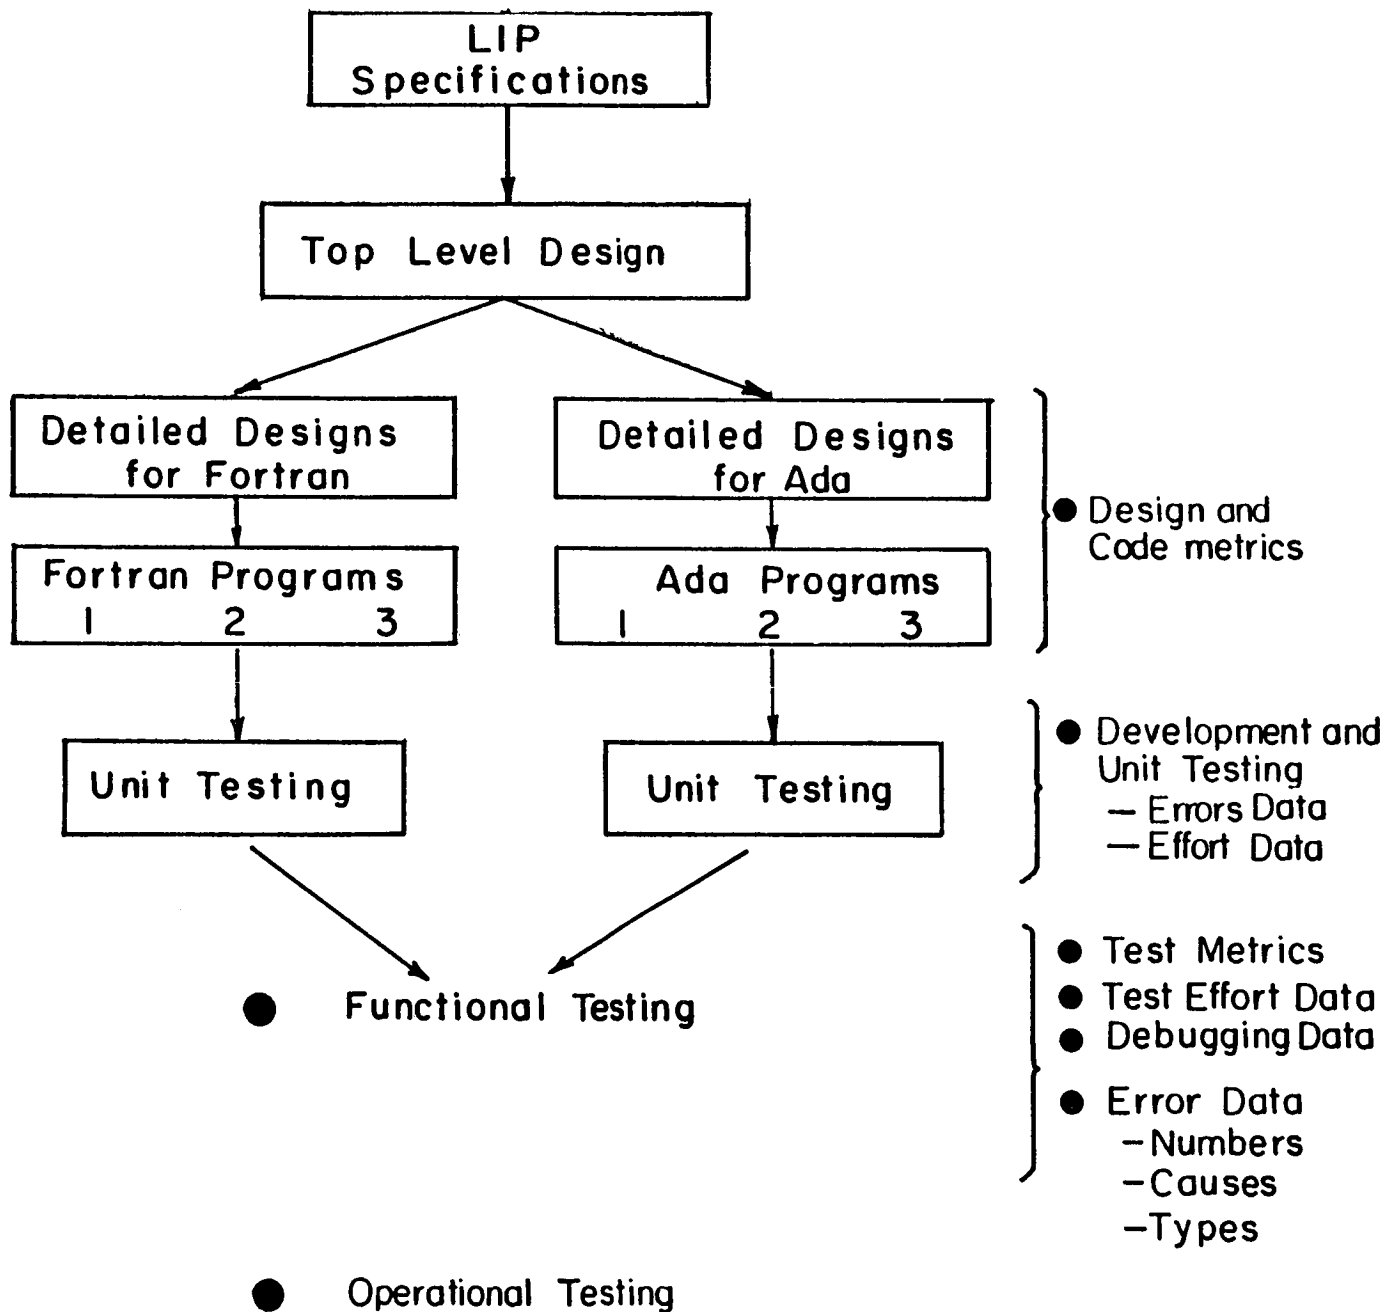 LIP
Specifications
Top Level Design
Detailed Designs
for Fortran
Detailed Designs
for Ada
● Design and
Code metrics
Fortran Programs
1 2 3
Ada Programs
1 2 3
Unit Testing
Unit Testing
● Development and
Unit Testing
— Errors Data
— Effort Data
● Functional Testing
● Test Metrics
● Test Effort Data
● Debugging Data
● Error Data
– Numbers
– Causes
– Types
● Operational Testing